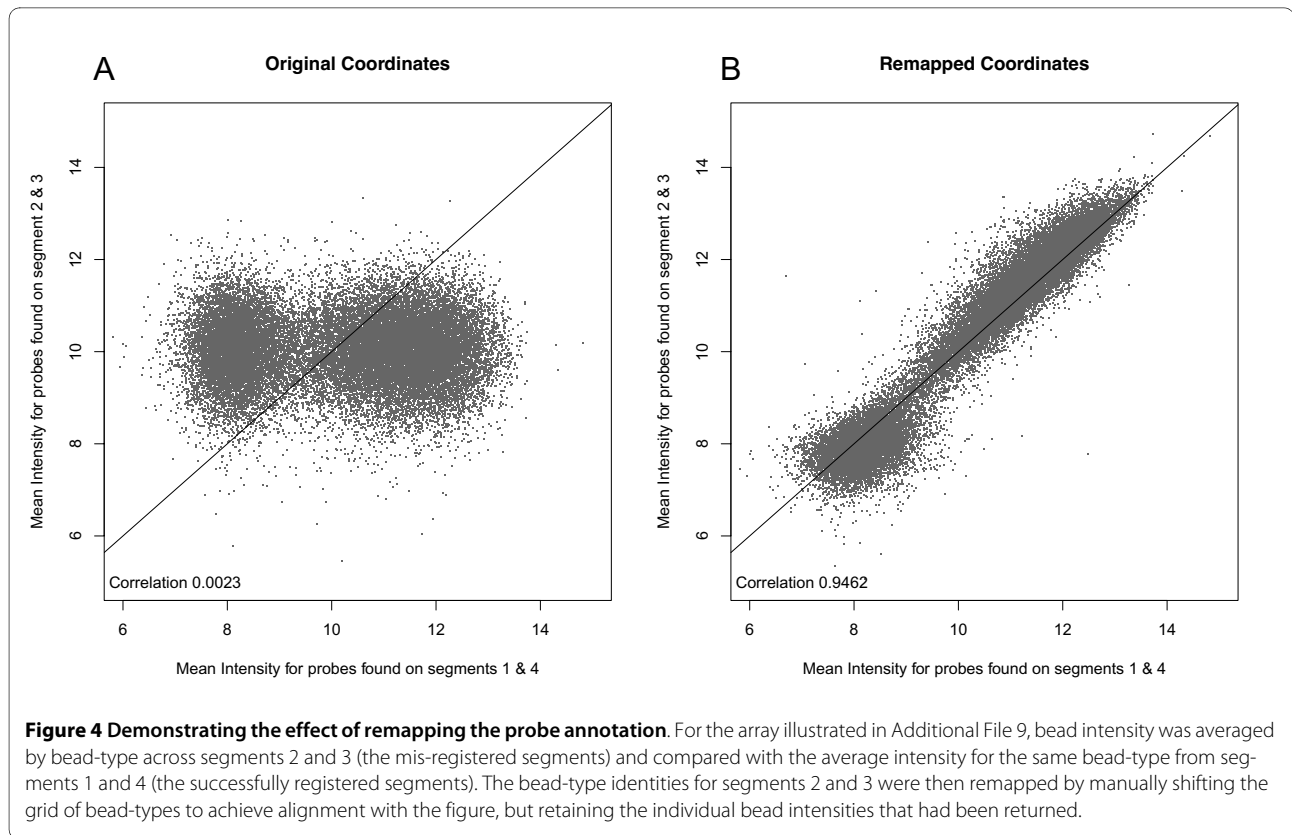 A
Original Coordinates
Mean Intensity for probes found on segment 2 & 3
14
12
10
8
6
Correlation 0.0023
6 8 10 12 14
Mean Intensity for probes found on segments 1 & 4
B
Remapped Coordinates
Mean Intensity for probes found on segment 2 & 3
14
12
10
8
6
Correlation 0.9462
6 8 10 12 14
Mean Intensity for probes found on segments 1 & 4
Figure 4 Demonstrating the effect of remapping the probe annotation. For the array illustrated in Additional File 9, bead intensity was averaged
by bead-type across segments 2 and 3 (the mis-registered segments) and compared with the average intensity for the same bead-type from seg-
ments 1 and 4 (the successfully registered segments). The bead-type identities for segments 2 and 3 were then remapped by manually shifting the
grid of bead-types to achieve alignment with the figure, but retaining the individual bead intensities that had been returned.